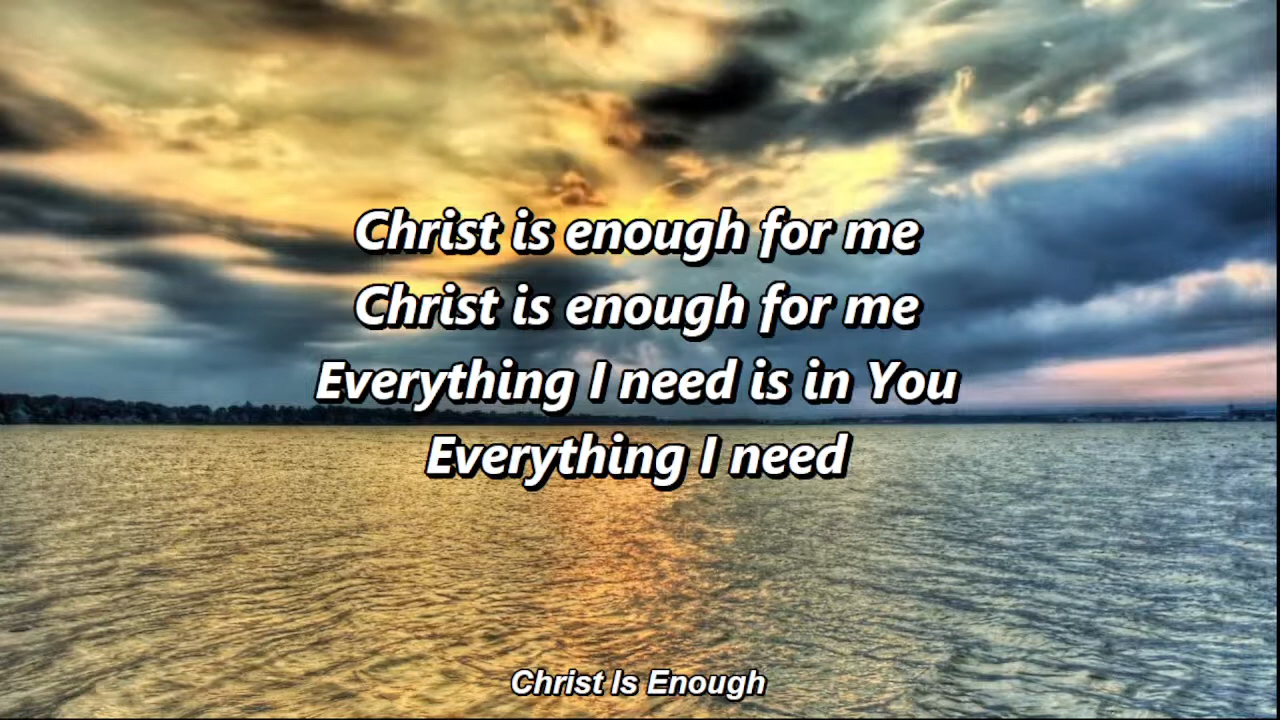 Christ is enough for me
Christ is enough for me
Everything I need is in You
Everything I need
Christ Is Enough